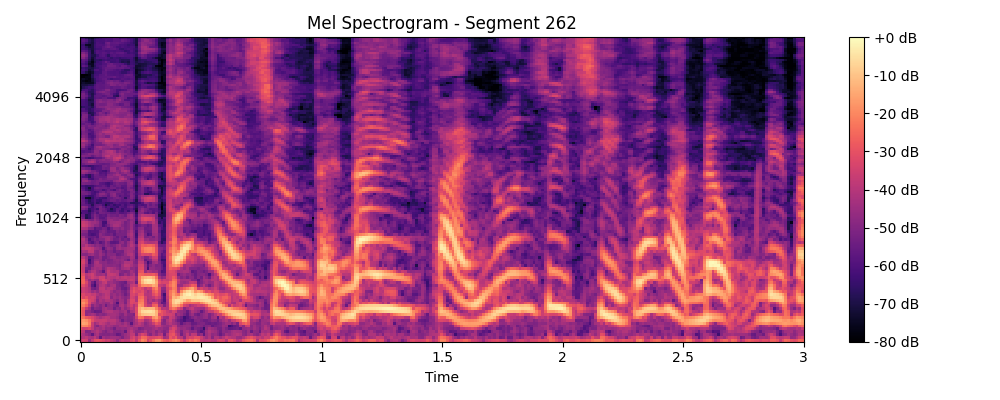 Mel Spectrogram - Segment 262
Frequency
4096
2048
1024
512
0
0 0.5 1 1.5 2 2.5 3
Time
+0 dB
-10 dB
-20 dB
-30 dB
-40 dB
-50 dB
-60 dB
-70 dB
-80 dB